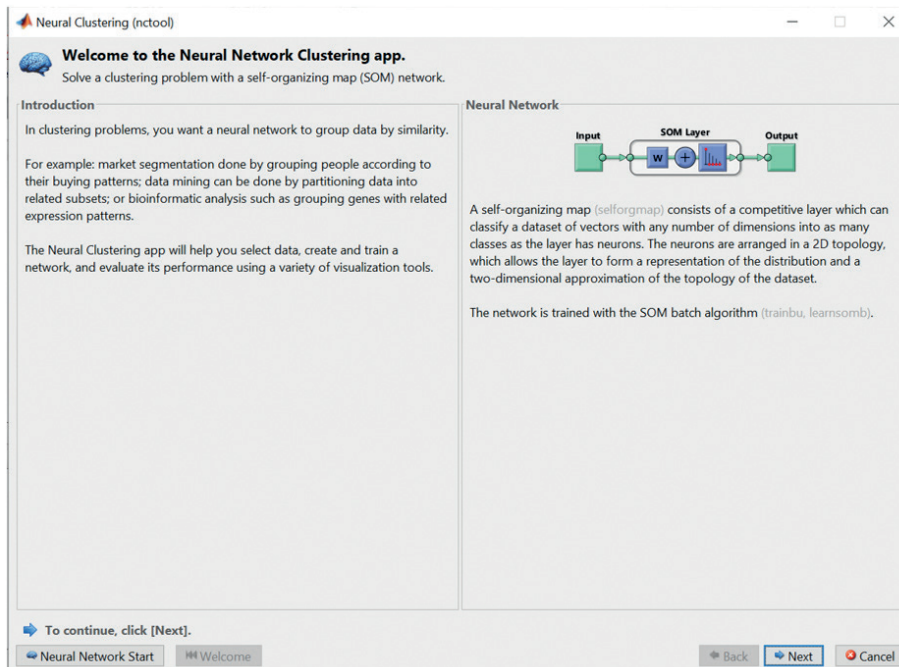 Neural Clustering (nctool)
Welcome to the Neural Network Clustering app.
Solve a clustering problem with a self-organizing map (SOM) network.
Introduction
In clustering problems, you want a neural network to group data by similarity.
For example: market segmentation done by grouping people according to
their buying patterns; data mining can be done by partitioning data into
related subsets; or bioinformatic analysis such as grouping genes with related
expression patterns.
The Neural Clustering app will help you select data, create and train a
network, and evaluate its performance using a variety of visualization tools.
Neural Network
Input
SOM Layer
Output
W
A self-organizing map (selforgmap) consists of a competitive layer which can
classify a dataset of vectors with any number of dimensions into as many
classes as the layer has neurons. The neurons are arranged in a 2D topology,
which allows the layer to form a representation of the distribution and a
two-dimensional approximation of the topology of the dataset.
The network is trained with the SOM batch algorithm (trainbu, learnsomb).
To continue, click [Next].
Neural Network Start
Welcome
Back
Next
Cancel